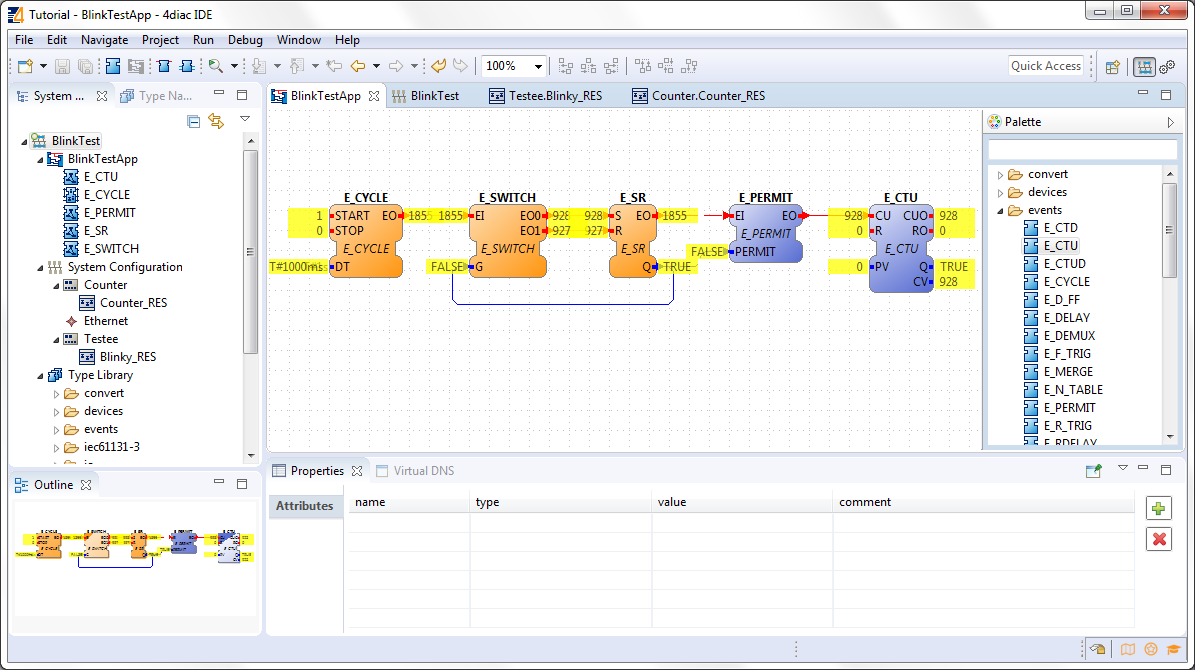 Tutorial - BlinkTestApp - 4diac IDE
File Edit Navigate Project Run Debug Window Help
100%
Quick Access
System ...
Type Na...
BlinkTest
BlinkTestApp
E_CTU
E_CYCLE
E_PERMIT
E_SR
E_SWITCH
System Configuration
Counter
Counter_RES
Ethernet
Testee
Blinky_RES
Type Library
convert
devices
events
iec61131-3
BlinkTestApp BlinkTest Testee.Blinky_RES Counter.Counter_RES
E_CYCLE E_SWITCH E_SR E_PERMIT E_CTU
1 START EO 1855 1855 EI EO0 928 928 S EO 1855 EI EO 928 CU CUO 928
0 STOP EO1 927 927 R E_PERMIT 0 R RO 0
E_CYCLE E_SWITCH E_SR FALSE PERMIT E_CTU
T#1000ms DT FALSE G Q TRUE 0 PV Q TRUE
CV 928
Palette
convert
devices
events
E_CTD
E_CTU
E_CTUD
E_CYCLE
E_D_FF
E_DELAY
E_DEMUX
E_F_TRIG
E_MERGE
E_N_TABLE
E_PERMIT
E_R_TRIG
E_RDELAY
Outline
Properties Virtual DNS
Attributes
name type value comment